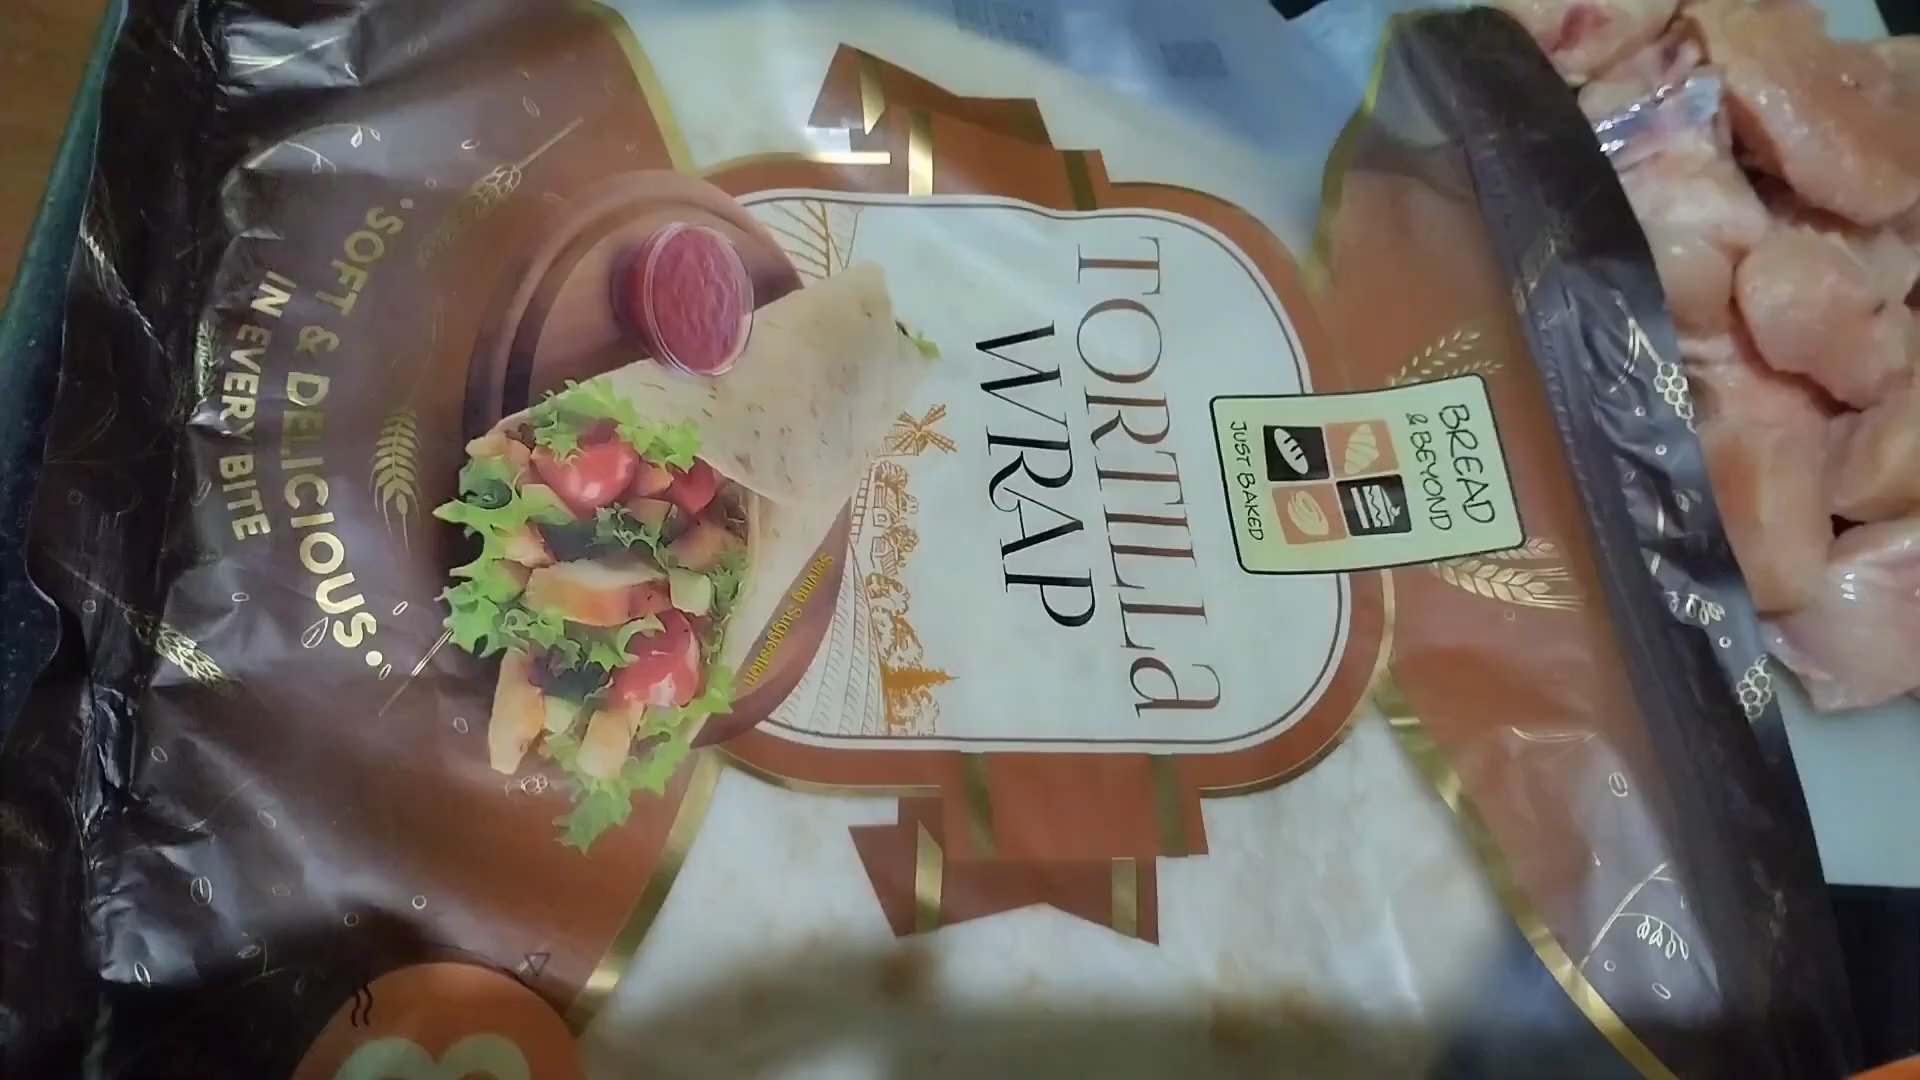 BREAD
& BEYOND
JUST BAKED
TORTILLa
WRAP
Serving Suggestion
'SOFT & DELICIOUS'
IN EVERY BITE